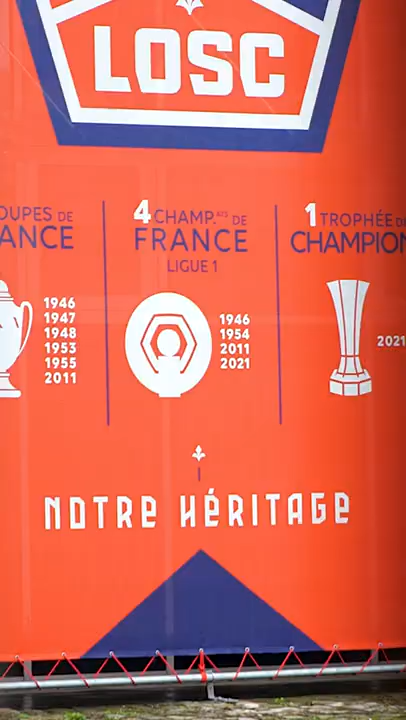 LOSC
OUPES DE
ANCE
1946
1947
1948
1953
1955
2011
4 CHAMP.ATS DE
FRANCE
LIGUE 1
1946
1954
2011
2021
1 TROPHÉE D
CHAMPION
2021
NOTRE HÉRITAGE